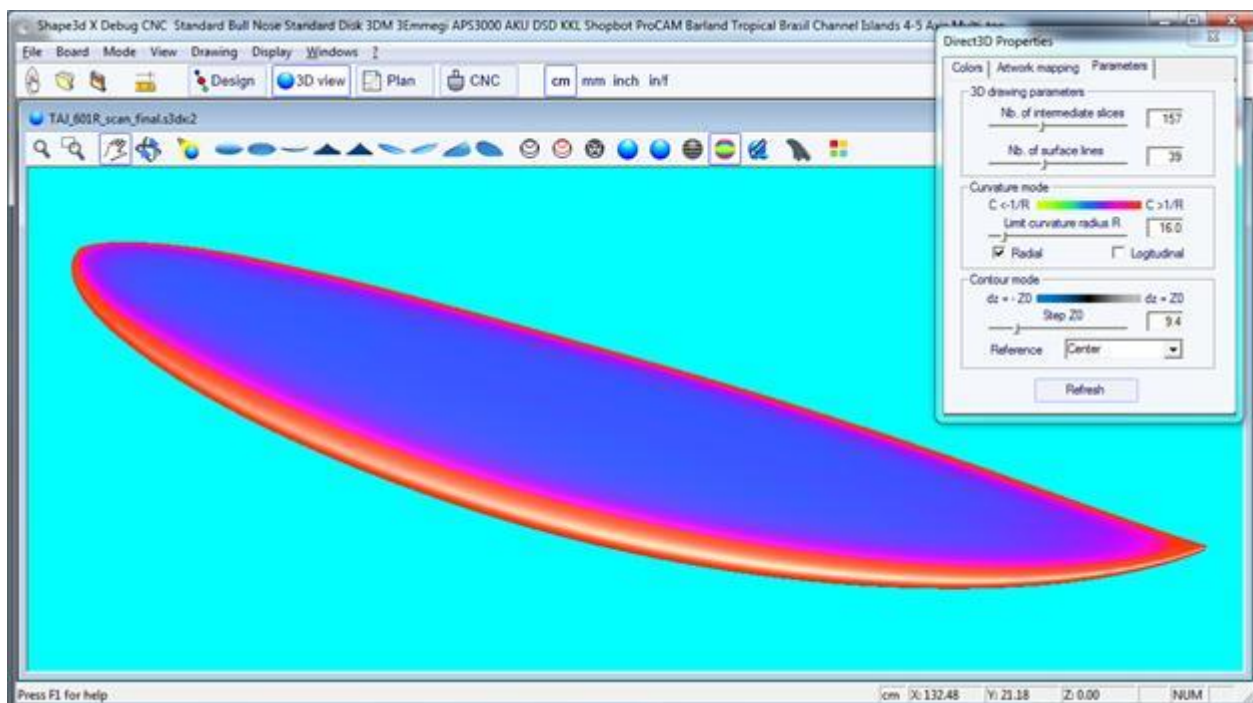 Shape3d X Debug CNC Standard Bull Nose Standard Disk 3DM 3Emmegi APS3000 AKU DSD KKL Shopbot ProCAM Barland Tropical Brasil Channel Islands 4-5 Axis
File Board Mode View Drawing Display Windows ?
Design 3D view Plan CNC cm mm inch in/f
TAJ_601R_scan_final.s3dx:2
Direct3D Properties
Colors Artwork mapping Parameters
3D drawing parameters
Nb. of intermediate slices 157
Nb. of surface lines 39
Curvature mode
C <-1/R C >1/R
Limit curvature radius R 16.0
Radial Logtudinal
Contour mode
dz = - Z0 dz = Z0
Step Z0 9.4
Reference Center
Refresh
Press F1 for help cm X: 132.48 Y: 21.18 Z: 0.00 NUM